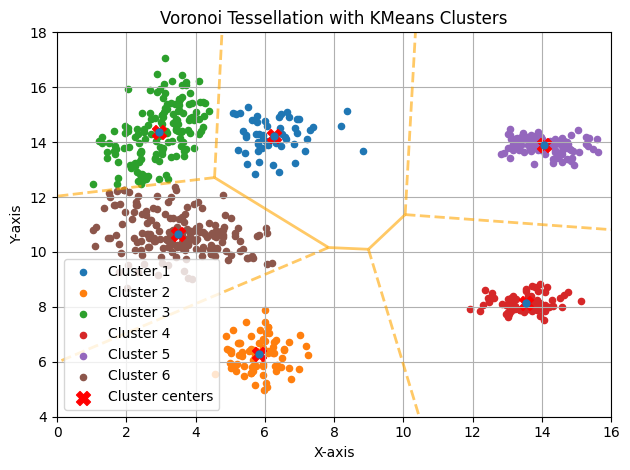 Voronoi Tessellation with KMeans Clusters
18
16
14
12
10
8
6
4
Y-axis
Cluster 1
Cluster 2
Cluster 3
Cluster 4
Cluster 5
Cluster 6
Cluster centers
0 2 4 6 8 10 12 14 16
X-axis